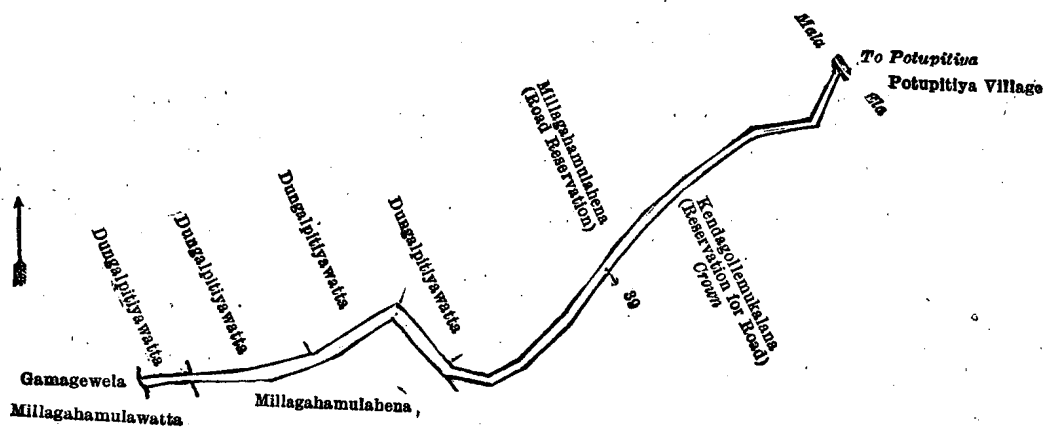 Mala
To Potupitiya
Potupitiya Village
Ela
Millagahamulahena
(Road Reservation)
Kendagollemukalana
(Reservation for Road)
Crown
39
Dungalpitiyawatta
Dungalpitiyawatta
Dungalpitiyawatta
Dungalpitiyawatta
Gamagewela
Millagahamulawatta
Millagahamulahena